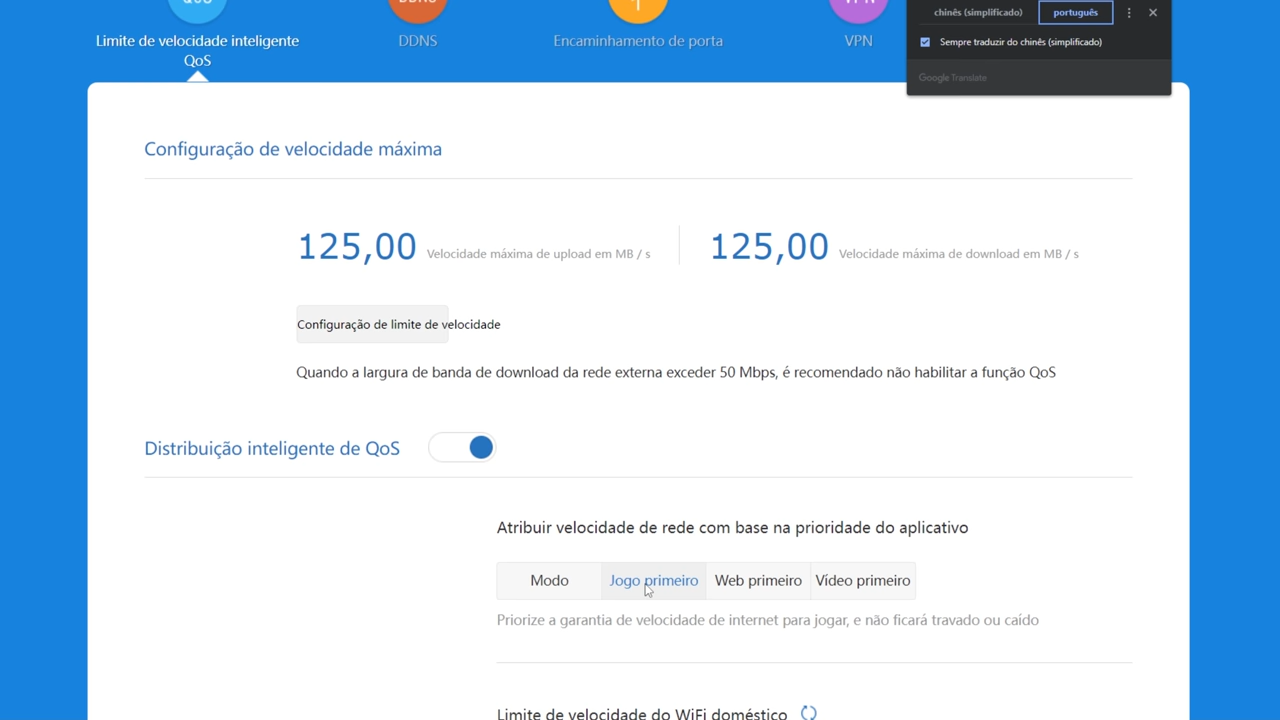 QoS
DDNS
VPN
Limite de velocidade inteligente
QoS
DDNS
Encaminhamento de porta
VPN
chinês (simplificado)
português
Sempre traduzir do chinês (simplificado)
Google Translate
Configuração de velocidade máxima
125,00 Velocidade máxima de upload em MB / s
125,00 Velocidade máxima de download em MB / s
Configuração de limite de velocidade
Quando a largura de banda de download da rede externa exceder 50 Mbps, é recomendado não habilitar a função QoS
Distribuição inteligente de QoS
Atribuir velocidade de rede com base na prioridade do aplicativo
Modo
Jogo primeiro
Web primeiro
Vídeo primeiro
Priorize a garantia de velocidade de internet para jogar, e não ficará travado ou caído
Limite de velocidade do WiFi doméstico